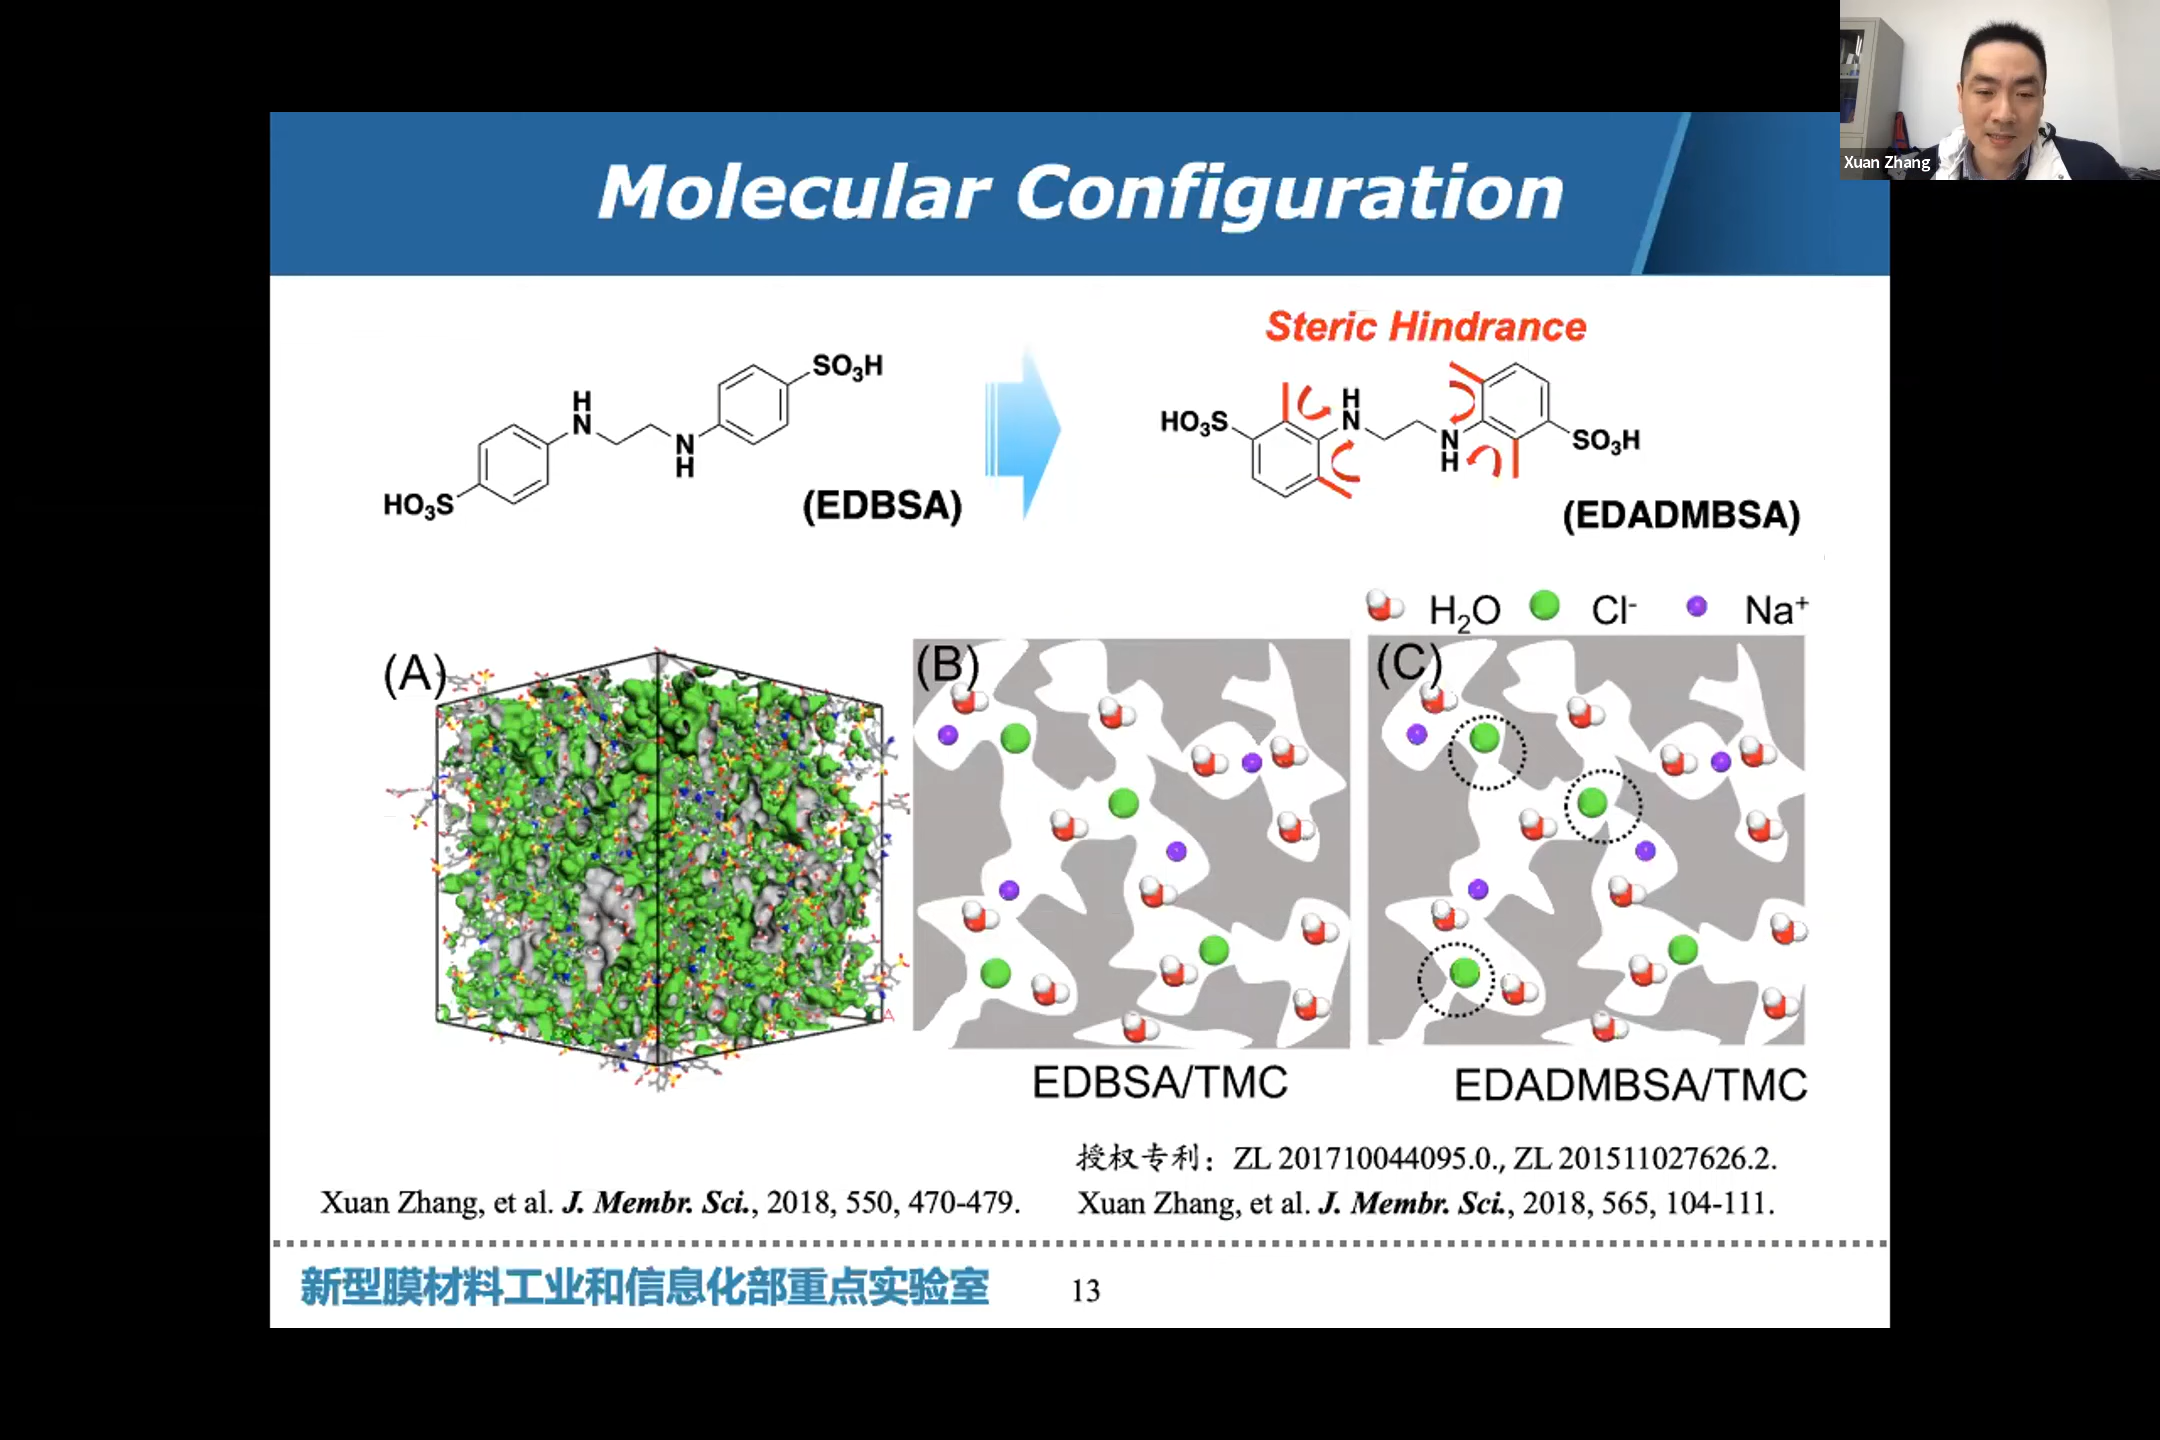 Xuan Zhang
Molecular Configuration
Steric Hindrance
SO₃H
H
N
N
H
HO₃S
(EDBSA)
HO₃S
H
N
N
H
SO₃H
(EDADMBSA)
H₂O Cl⁻ Na⁺
(A)
A
(B)
(C)
EDBSA/TMC
EDADMBSA/TMC
授权专利：ZL 201710044095.0., ZL 201511027626.2.
Xuan Zhang, et al. J. Membr. Sci., 2018, 550, 470-479.
Xuan Zhang, et al. J. Membr. Sci., 2018, 565, 104-111.
新型膜材料工业和信息化部重点实验室
13